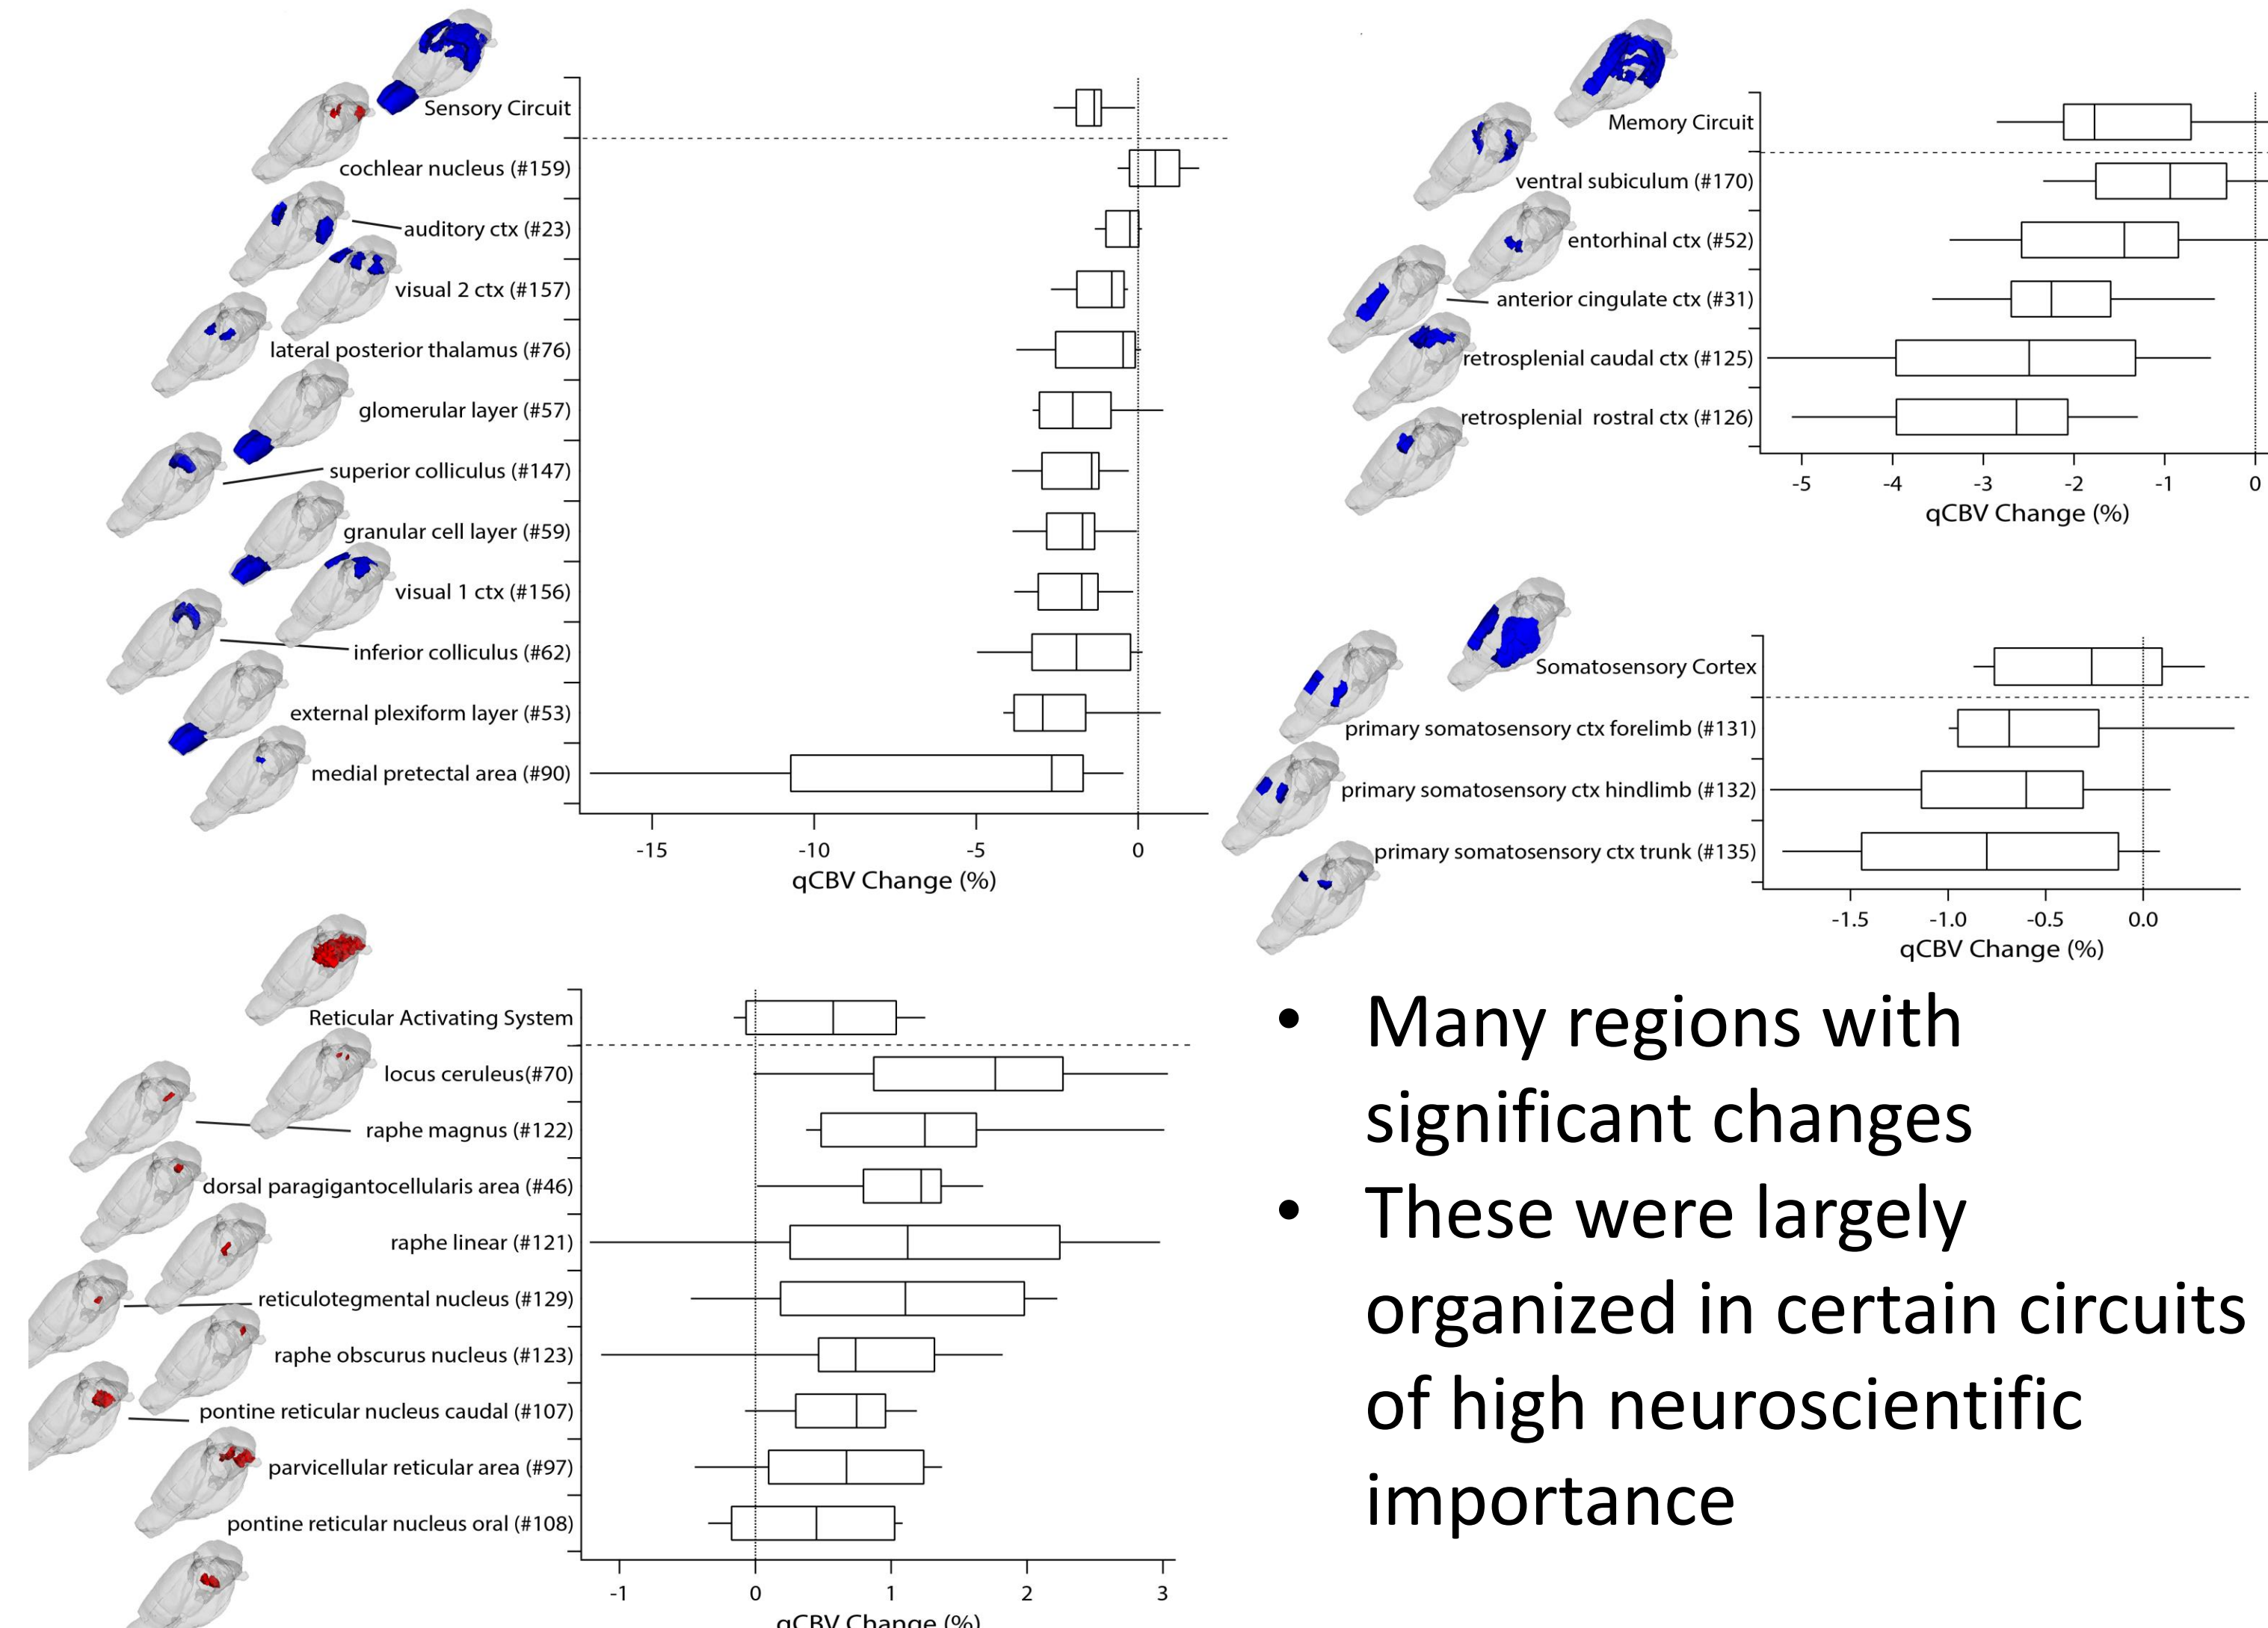 Sensory Circuit
cochlear nucleus (#159)
auditory ctx (#23)
visual 2 ctx (#157)
lateral posterior thalamus (#76)
glomerular layer (#57)
superior colliculus (#147)
granular cell layer (#59)
visual 1 ctx (#156)
inferior colliculus (#62)
external plexiform layer (#53)
medial pretectal area (#90)
-15 -10 -5 0
qCBV Change (%)
Memory Circuit
ventral subiculum (#170)
entorhinal ctx (#52)
anterior cingulate ctx (#31)
retrosplenial caudal ctx (#125)
retrosplenial rostral ctx (#126)
-5 -4 -3 -2 -1 0
qCBV Change (%)
Somatosensory Cortex
primary somatosensory ctx forelimb (#131)
primary somatosensory ctx hindlimb (#132)
primary somatosensory ctx trunk (#135)
-1.5 -1.0 -0.5 0.0
qCBV Change (%)
Reticular Activating System
locus ceruleus(#70)
raphe magnus (#122)
dorsal paragigantocellularis area (#46)
raphe linear (#121)
reticulotegmental nucleus (#129)
raphe obscurus nucleus (#123)
pontine reticular nucleus caudal (#107)
parvicellular reticular area (#97)
pontine reticular nucleus oral (#108)
-1 0 1 2 3
qCBV Change (%)
• Many regions with
significant changes
• These were largely
organized in certain circuits
of high neuroscientific
importance